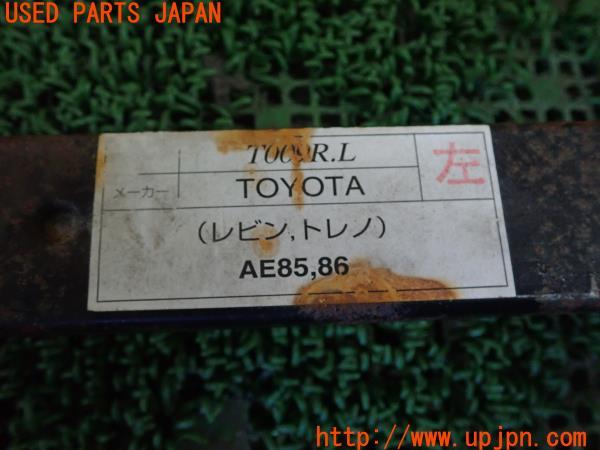 USED PARTS JAPAN
T009R.L
左
メーカー TOYOTA
(レビン,トレノ)
AE85,86
http://www.upjpn.com